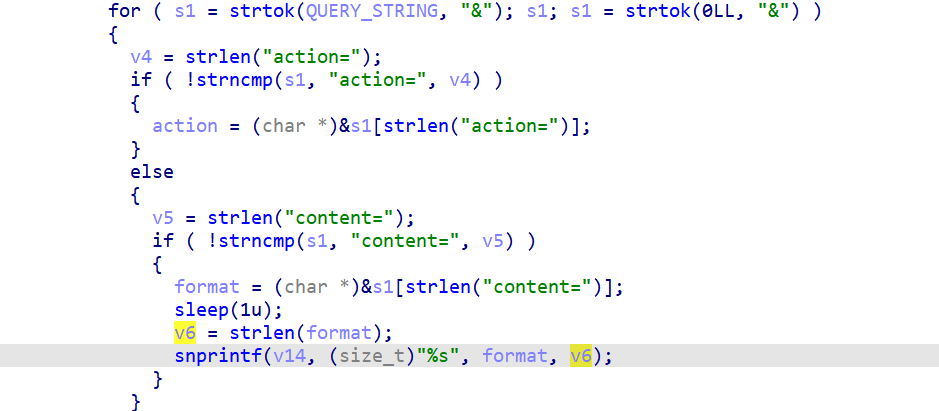 for ( s1 = strtok(QUERY_STRING, "&"); s1; s1 = strtok(0LL, "&") )
{
v4 = strlen("action=");
if ( !strncmp(s1, "action=", v4) )
{
action = (char *)&s1[strlen("action=")];
}
else
{
v5 = strlen("content=");
if ( !strncmp(s1, "content=", v5) )
{
format = (char *)&s1[strlen("content=")];
sleep(1u);
v6 = strlen(format);
snprintf(v14, (size_t)"%s", format, v6);
}
}